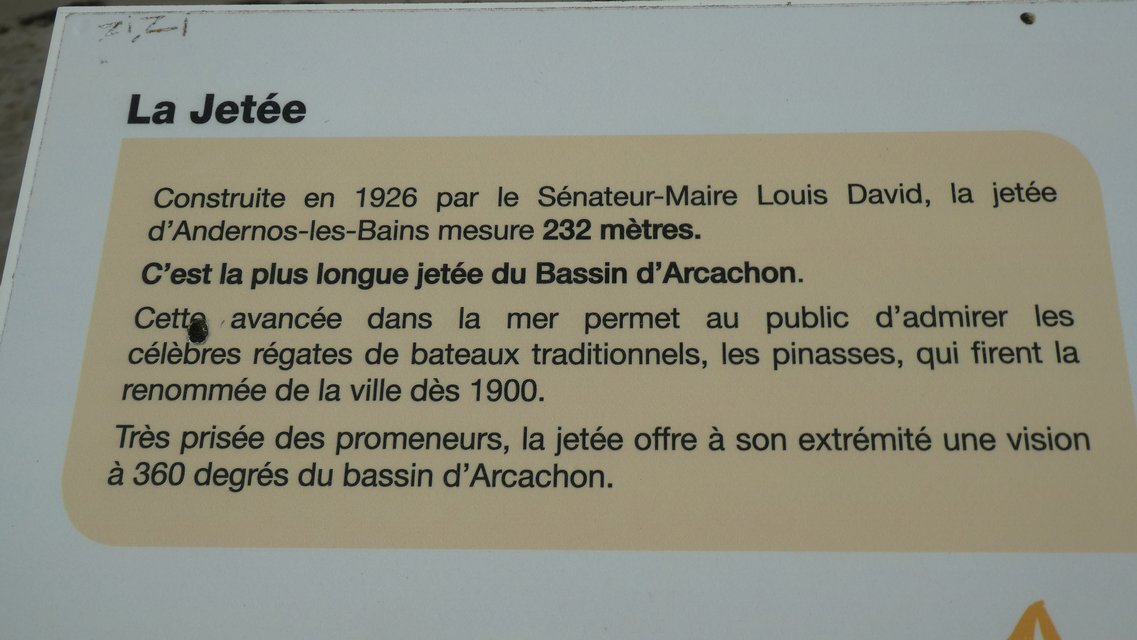 ZIZI
La Jetée
Construite en 1926 par le Sénateur-Maire Louis David, la jetée
d'Andernos-les-Bains mesure 232 mètres.
C'est la plus longue jetée du Bassin d'Arcachon.
Cette avancée dans la mer permet au public d'admirer les
célèbres régates de bateaux traditionnels, les pinasses, qui firent la
renommée de la ville dès 1900.
Très prisée des promeneurs, la jetée offre à son extrémité une vision
à 360 degrés du bassin d'Arcachon.